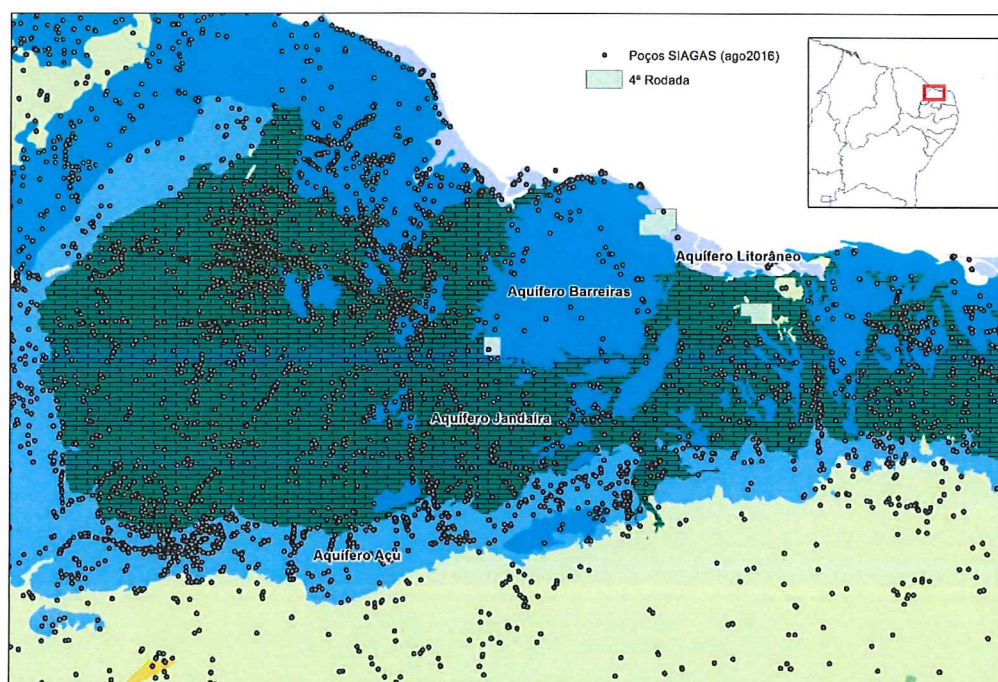 Poços SIAGAS (ago2016)
4ª Rodada
Aquífero Litorâneo
Aquífero Barreiras
Aquífero Jandaíra
Aquífero Açu